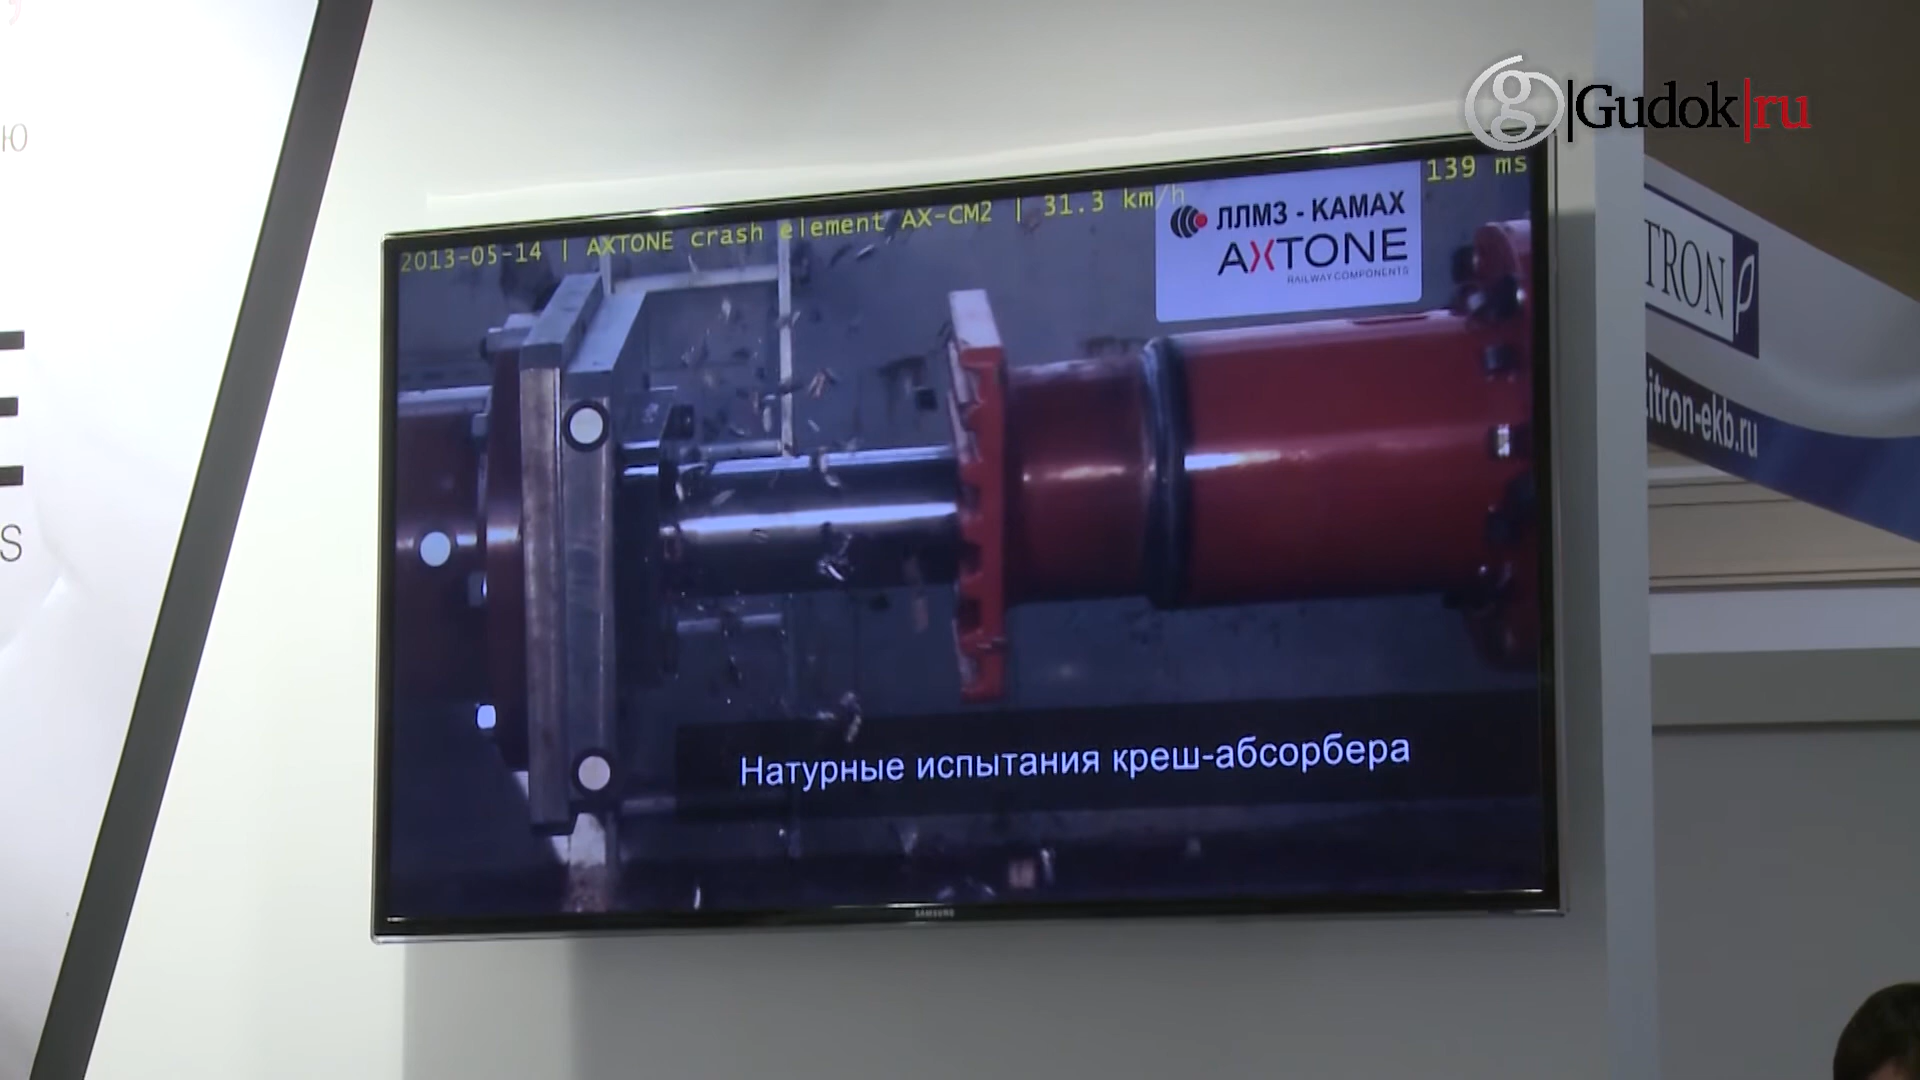 Gudok|ru
2013-05-14 | AXTONE crash element AX-CM2 | 31.3 km/h
139 ms
ЛЛМЗ - КАМАХ
AXTONE
RAILWAY COMPONENTS
Натурные испытания креш-абсорбера
SAMSUNG
TRON
itron-ekb.ru
Ю
E
S